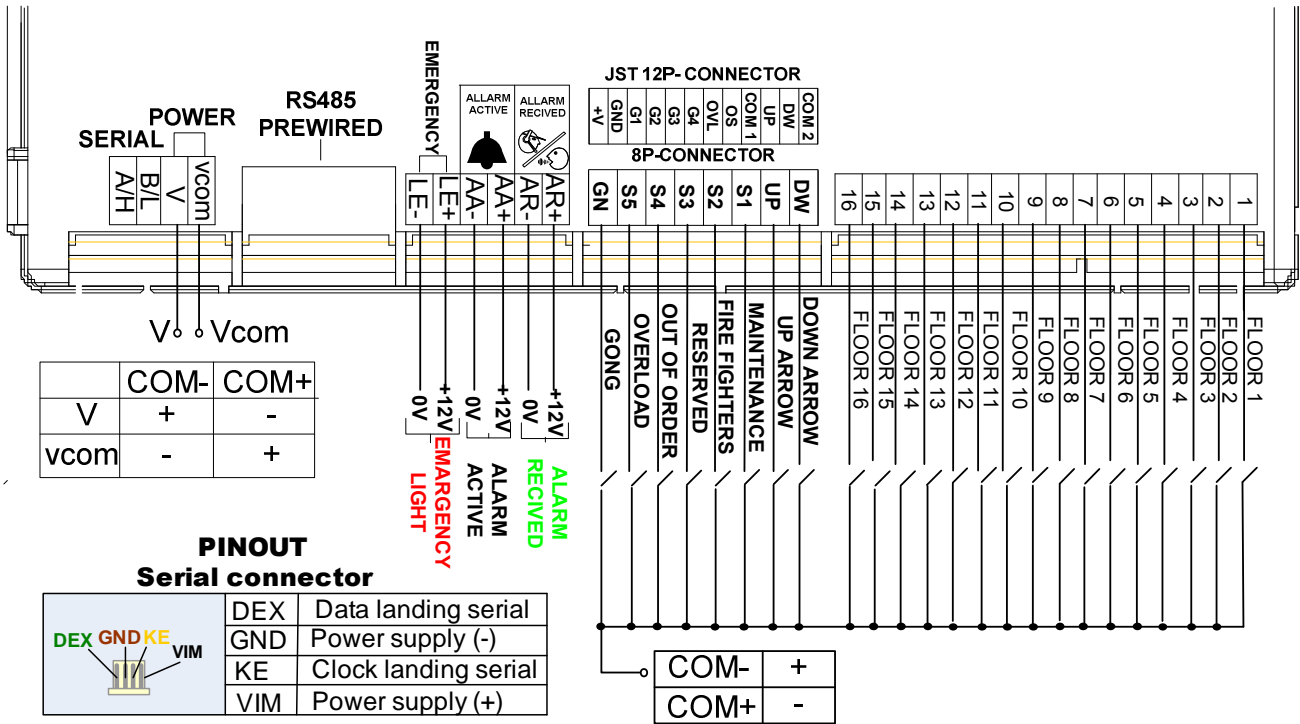 SERIAL
POWER
A/H
B/L
V
vcom
RS485
PREWIRED
EMERGENCY
LE-
LE+
ALLARM
ACTIVE
AA-
AA+
ALLARM
RECIVED
AR-
AR+
JST 12P- CONNECTOR
+V
GND
G1
G2
G3
G4
OVL
OS
COM 1
UP
DW
COM 2
8P-CONNECTOR
GN
S5
S4
S3
S2
S1
UP
DW
16
15
14
13
12
11
10
9
8
7
6
5
4
3
2
1
V
Vcom
COM- COM+
V + -
vcom - +
0V
+12V
EMARGENCY
LIGHT
0V
+12V
ALARM
ACTIVE
0V
+12V
ALARM
RECIVED
GONG
OVERLOAD
OUT OF ORDER
RESERVED
FIRE FIGHTERS
MAINTENANCE
UP ARROW
DOWN ARROW
FLOOR 16
FLOOR 15
FLOOR 14
FLOOR 13
FLOOR 12
FLOOR 11
FLOOR 10
FLOOR 9
FLOOR 8
FLOOR 7
FLOOR 6
FLOOR 5
FLOOR 4
FLOOR 3
FLOOR 2
FLOOR 1
PINOUT
Serial connector
DEX GND KE VIM
DEX Data landing serial
GND Power supply (-)
KE Clock landing serial
VIM Power supply (+)
COM- +
COM+ -